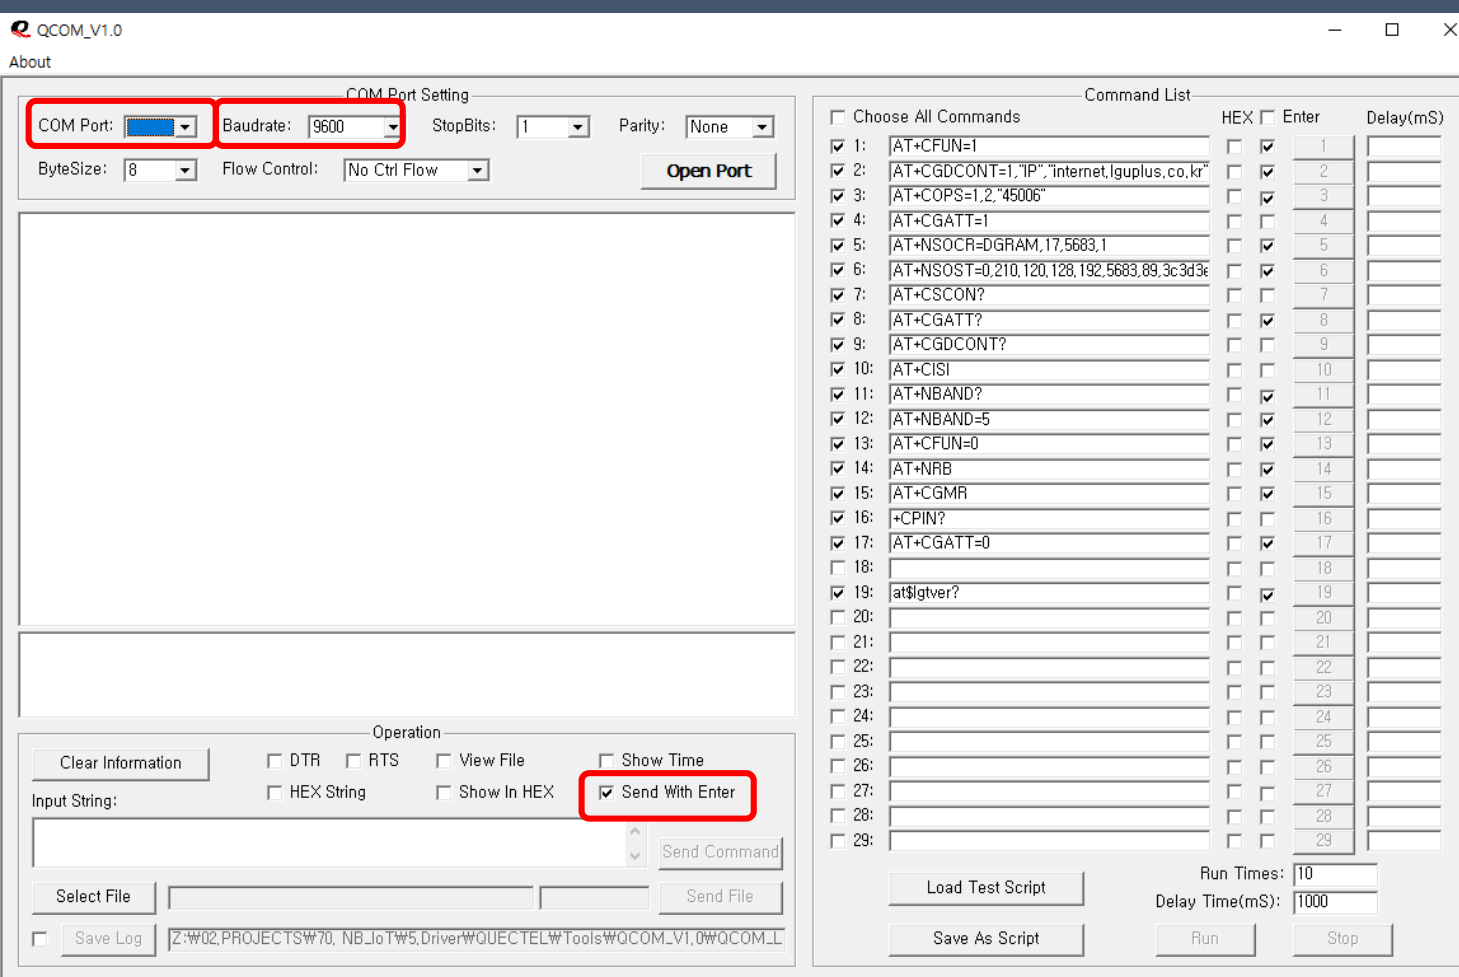 QCOM_V1.0
About
COM Port Setting
COM Port:
Baudrate: 9600
StopBits: 1
Parity: None
ByteSize: 8
Flow Control: No Ctrl Flow
Open Port
Operation
Clear Information
DTR
RTS
View File
Show Time
HEX String
Show In HEX
Send With Enter
Input String:
Send Command
Select File
Send File
Save Log
Z:₩02,PROJECTS₩70, NB_IoT₩5,Driver₩QUECTEL₩Tools₩QCOM_V1,0₩QCOM_L
Command List
Choose All Commands HEX Enter Delay(mS)
1: AT+CFUN=1 1
2: AT+CGDCONT=1,"IP","internet,lguplus,co,kr" 2
3: AT+COPS=1,2,"45006" 3
4: AT+CGATT=1 4
5: AT+NSOCR=DGRAM,17,5683,1 5
6: AT+NSOST=0,210,120,128,192,5683,89,3c3d3e 6
7: AT+CSCON? 7
8: AT+CGATT? 8
9: AT+CGDCONT? 9
10: AT+CISI 10
11: AT+NBAND? 11
12: AT+NBAND=5 12
13: AT+CFUN=0 13
14: AT+NRB 14
15: AT+CGMR 15
16: +CPIN? 16
17: AT+CGATT=0 17
18: 18
19: at$lgtver? 19
20: 20
21: 21
22: 22
23: 23
24: 24
25: 25
26: 26
27: 27
28: 28
29: 29
Load Test Script
Run Times: 10
Delay Time(mS): 1000
Save As Script
Run
Stop